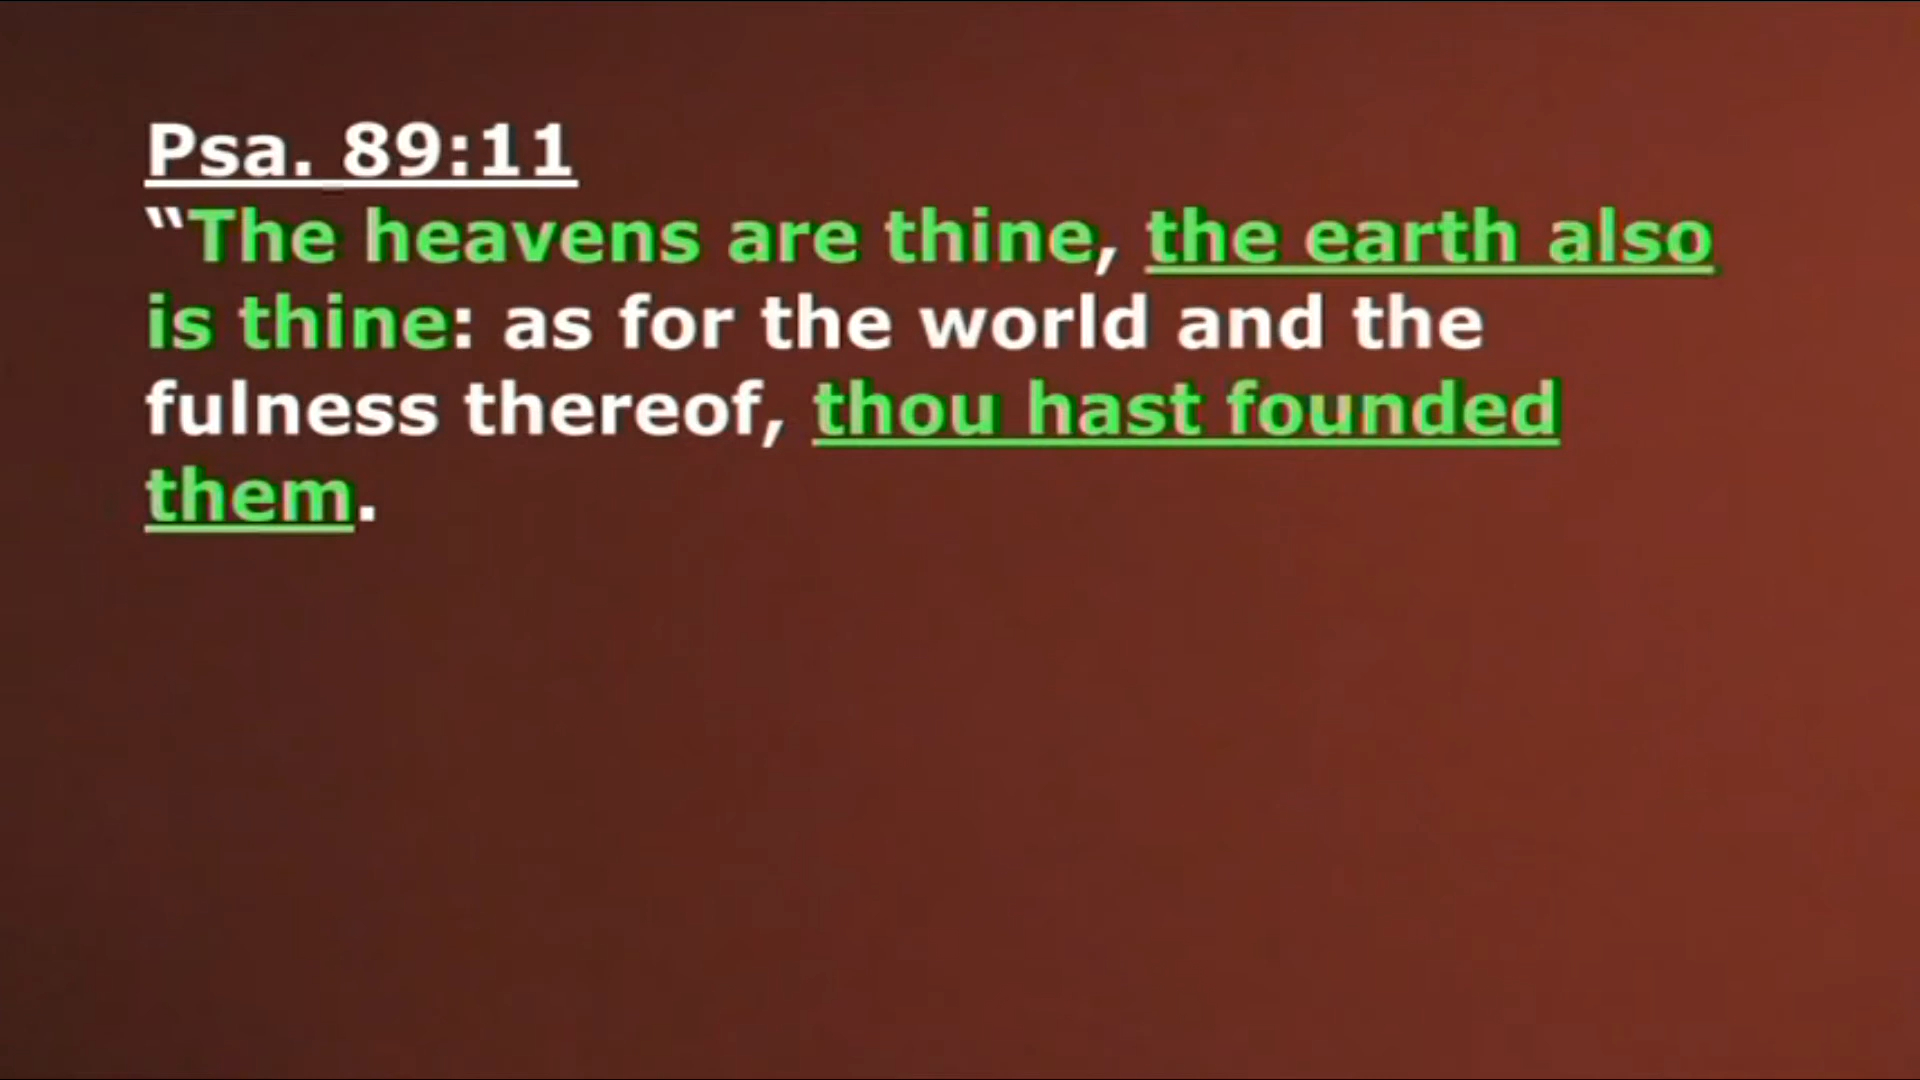 Psa. 89:11
“The heavens are thine, the earth also
is thine: as for the world and the
fulness thereof, thou hast founded
them.